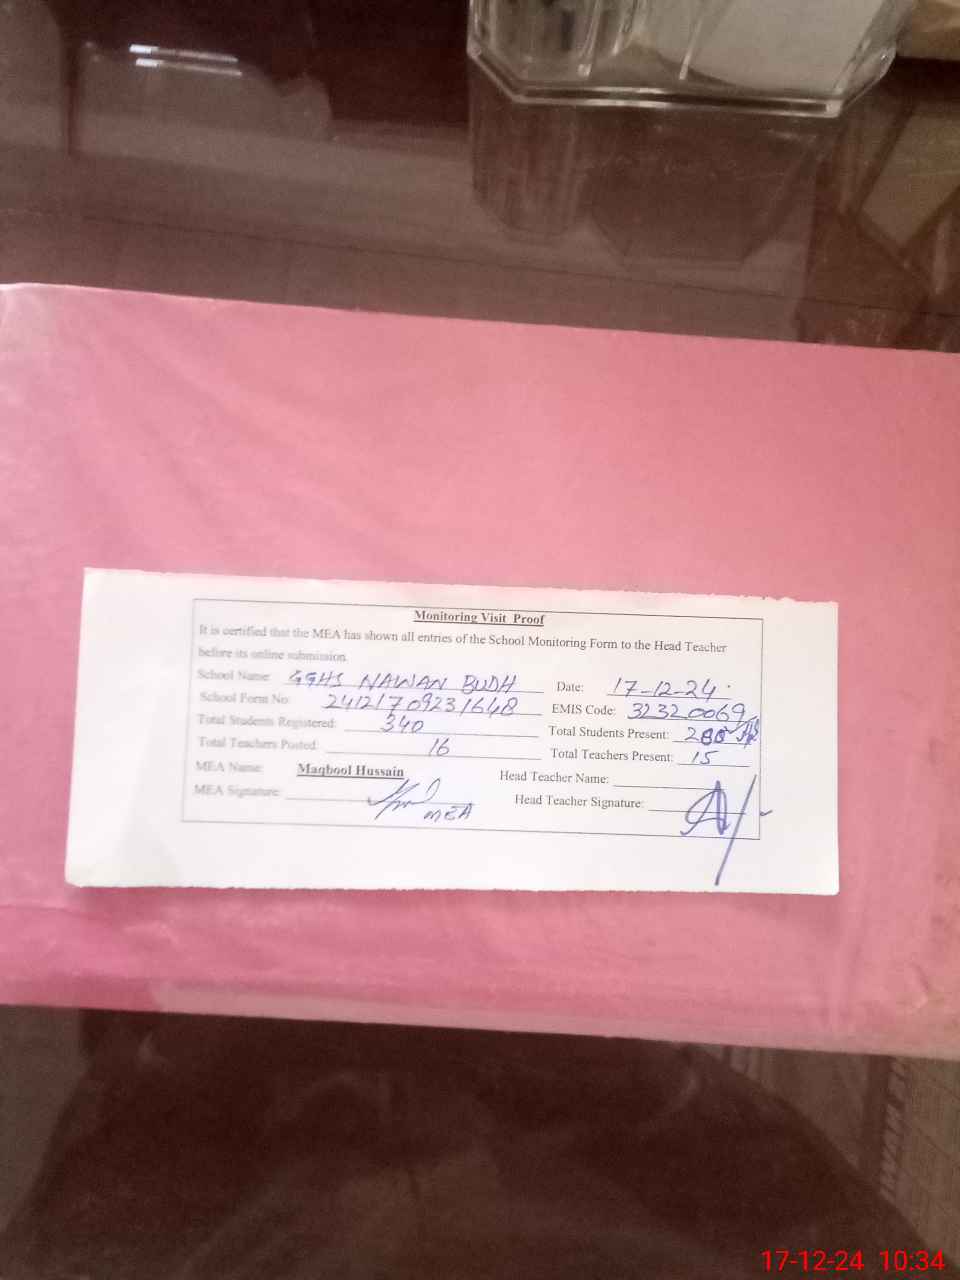 Monitoring Visit Proof
It is certified that the MEA has shown all entries of the School Monitoring Form to the Head Teacher
before its online submission.
School Name: GGHS NAWAN BUDH Date: 17-12-24.
School Form No: 24121709231648 EMIS Code: 32320069
Total Students Registered: 340 Total Students Present:
Total Teachers Posted: 16 Total Teachers Present: 15
MEA Name: Maqbool Hussain Head Teacher Name:
MEA Signature: MEA Head Teacher Signature:
17-12-24 10:34